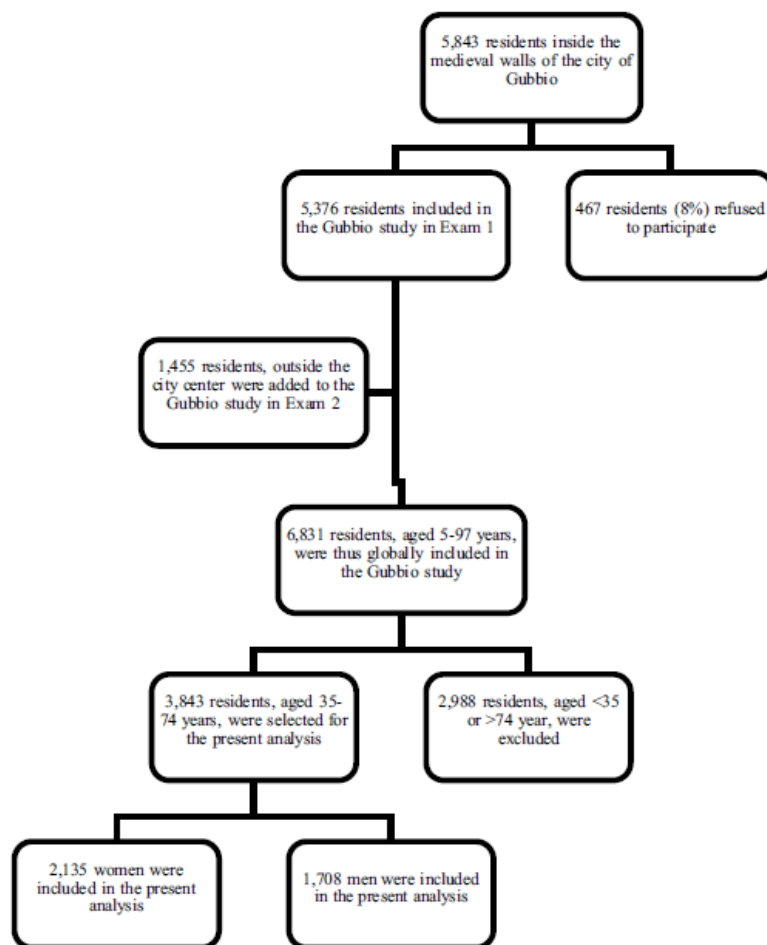 5,843 residents inside the
medieval walls of the city of
Gubbio
5,376 residents included in
the Gubbio study in Exam 1
467 residents (8%) refused
to participate
1,455 residents, outside the
city center were added to the
Gubbio study in Exam 2
6,831 residents, aged 5-97 years,
were thus globally included in
the Gubbio study
3,843 residents, aged 35-
74 years, were selected for
the present analysis
2,988 residents, aged <35
or >74 year, were
excluded
2,135 women were
included in the present
analysis
1,708 men were included
in the present analysis